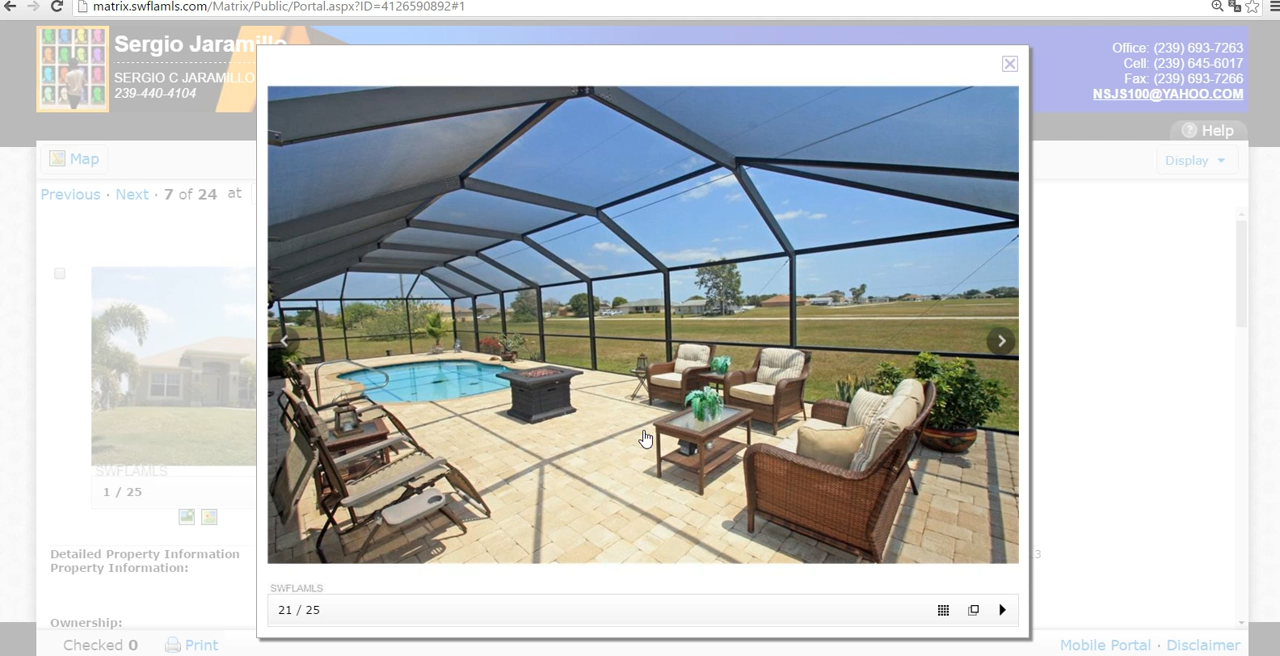 matrix.swflamls.com/Matrix/Public/Portal.aspx?ID=4126590892#1
Sergio Jaramillo
SERGIO C JARAMILLO
239-440-4104
Office: (239) 693-7263
Cell: (239) 645-6017
Fax: (239) 693-7266
NSJS100@YAHOO.COM
? Help
Map
Display
Previous · Next · 7 of 24 at
SWFLAMLS
1 / 25
Detailed Property Information
Property Information:
3
Ownership:
SWFLAMLS
21 / 25
Checked 0 Print
Mobile Portal · Disclaimer